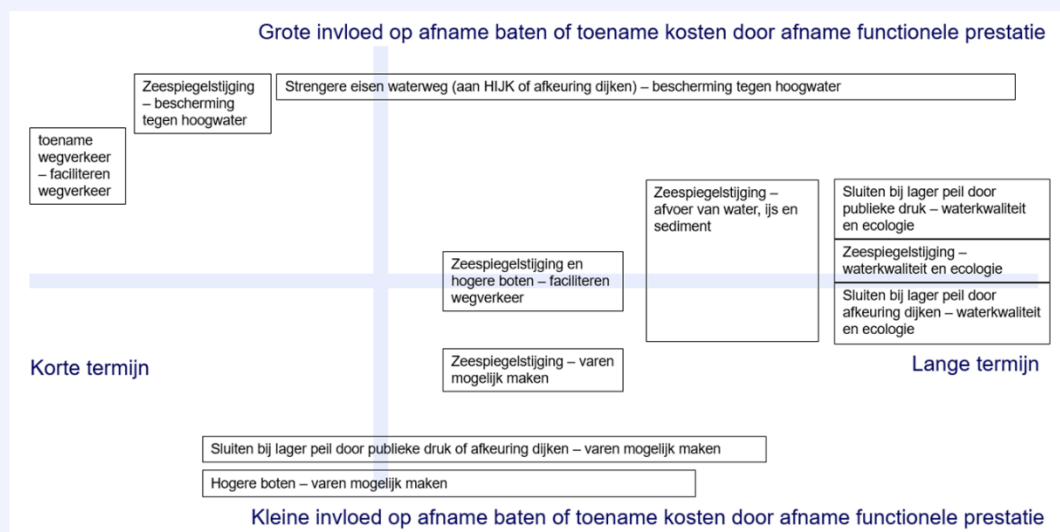 Grote invloed op afname baten of toename kosten door afname functionele prestatie
Zeespiegelstijging
– bescherming
tegen hoogwater
Strengere eisen waterweg (aan HIJK of afkeuring dijken) – bescherming tegen hoogwater
toename
wegverkeer
– faciliteren
wegverkeer
Zeespiegelstijging –
afvoer van water, ijs en
sediment
Sluiten bij lager peil door
publieke druk – waterkwaliteit
en ecologie
Zeespiegelstijging en
hogere boten – faciliteren
wegverkeer
Zeespiegelstijging –
waterkwaliteit en ecologie
Sluiten bij lager peil door
afkeuring dijken – waterkwaliteit
en ecologie
Korte termijn
Zeespiegelstijging – varen
mogelijk maken
Lange termijn
Sluiten bij lager peil door publieke druk of afkeuring dijken – varen mogelijk maken
Hogere boten – varen mogelijk maken
Kleine invloed op afname baten of toename kosten door afname functionele prestatie